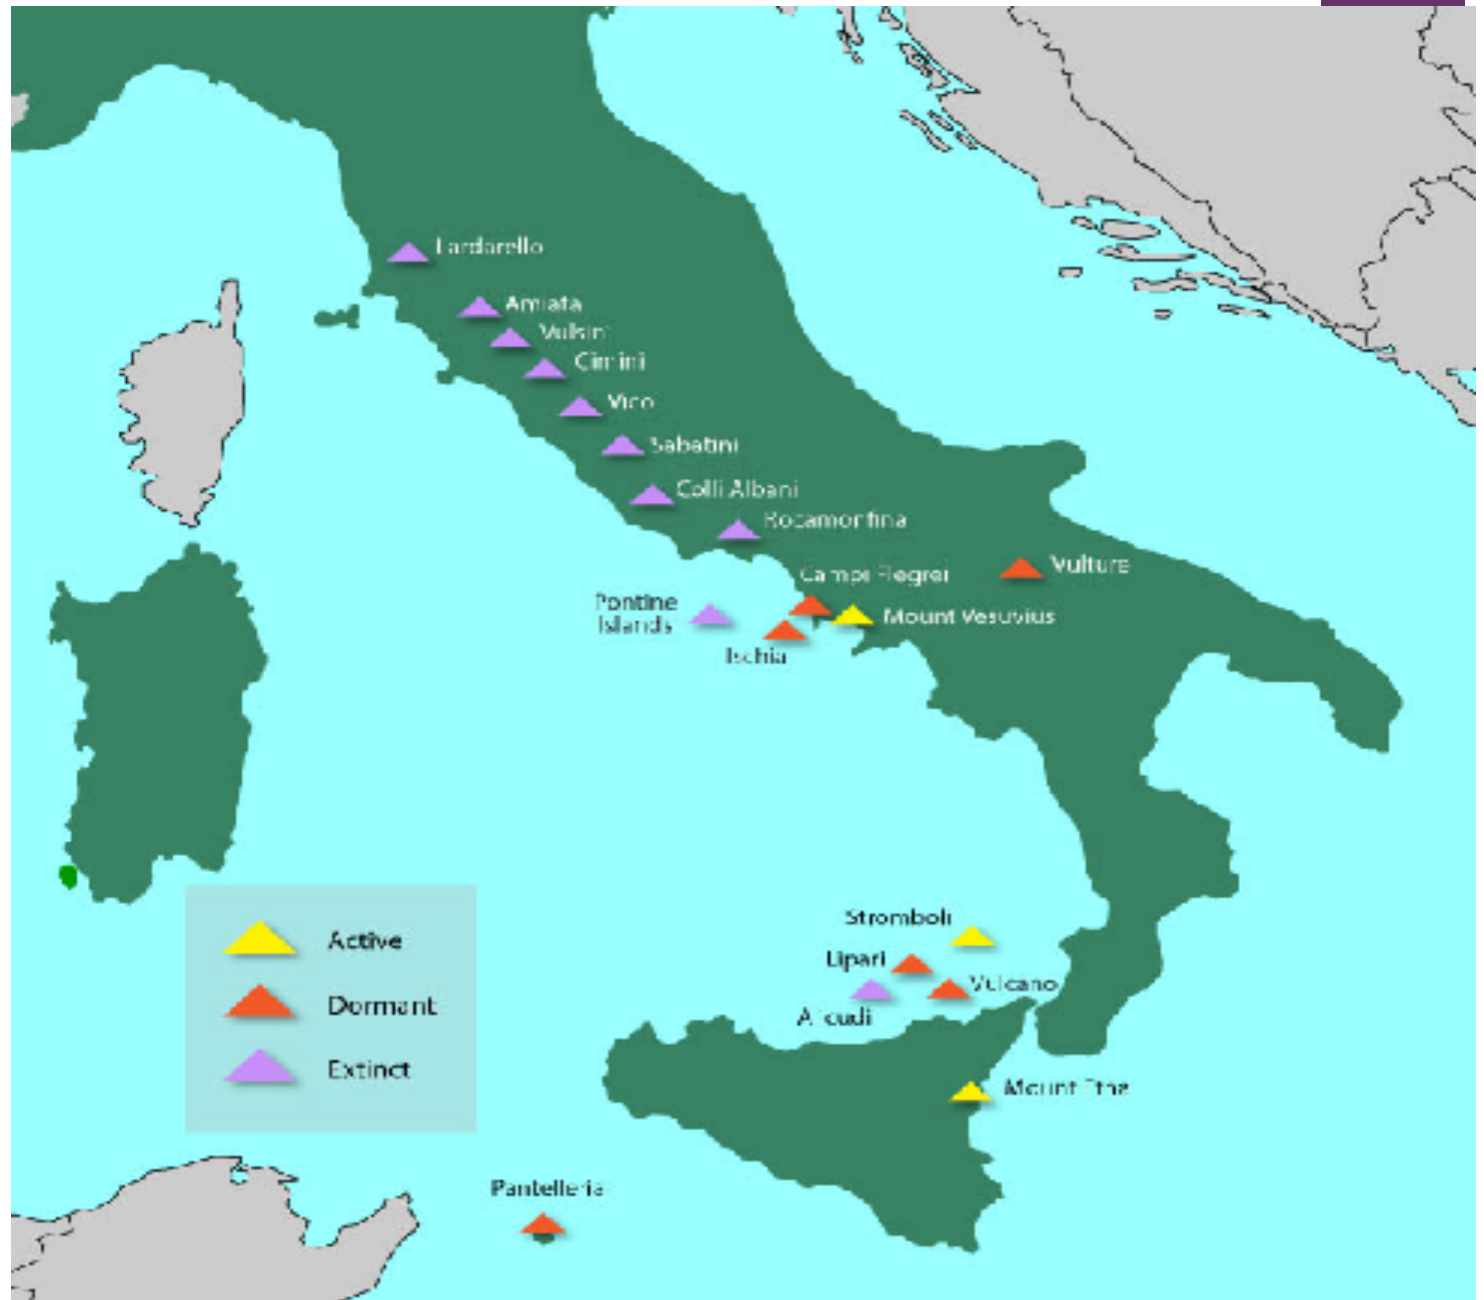 Lardarello
Amiata
Vulsini
Cimini
Vico
Sabatini
Colli Albani
Rocamonfina
Vulture
Campi Flegrei
Pontine
Islands
Mount Vesuvius
Ischia
Stromboli
Lipari
Vulcano
Alicudi
Mount Etna
Pantelleria
Active
Dormant
Extinct